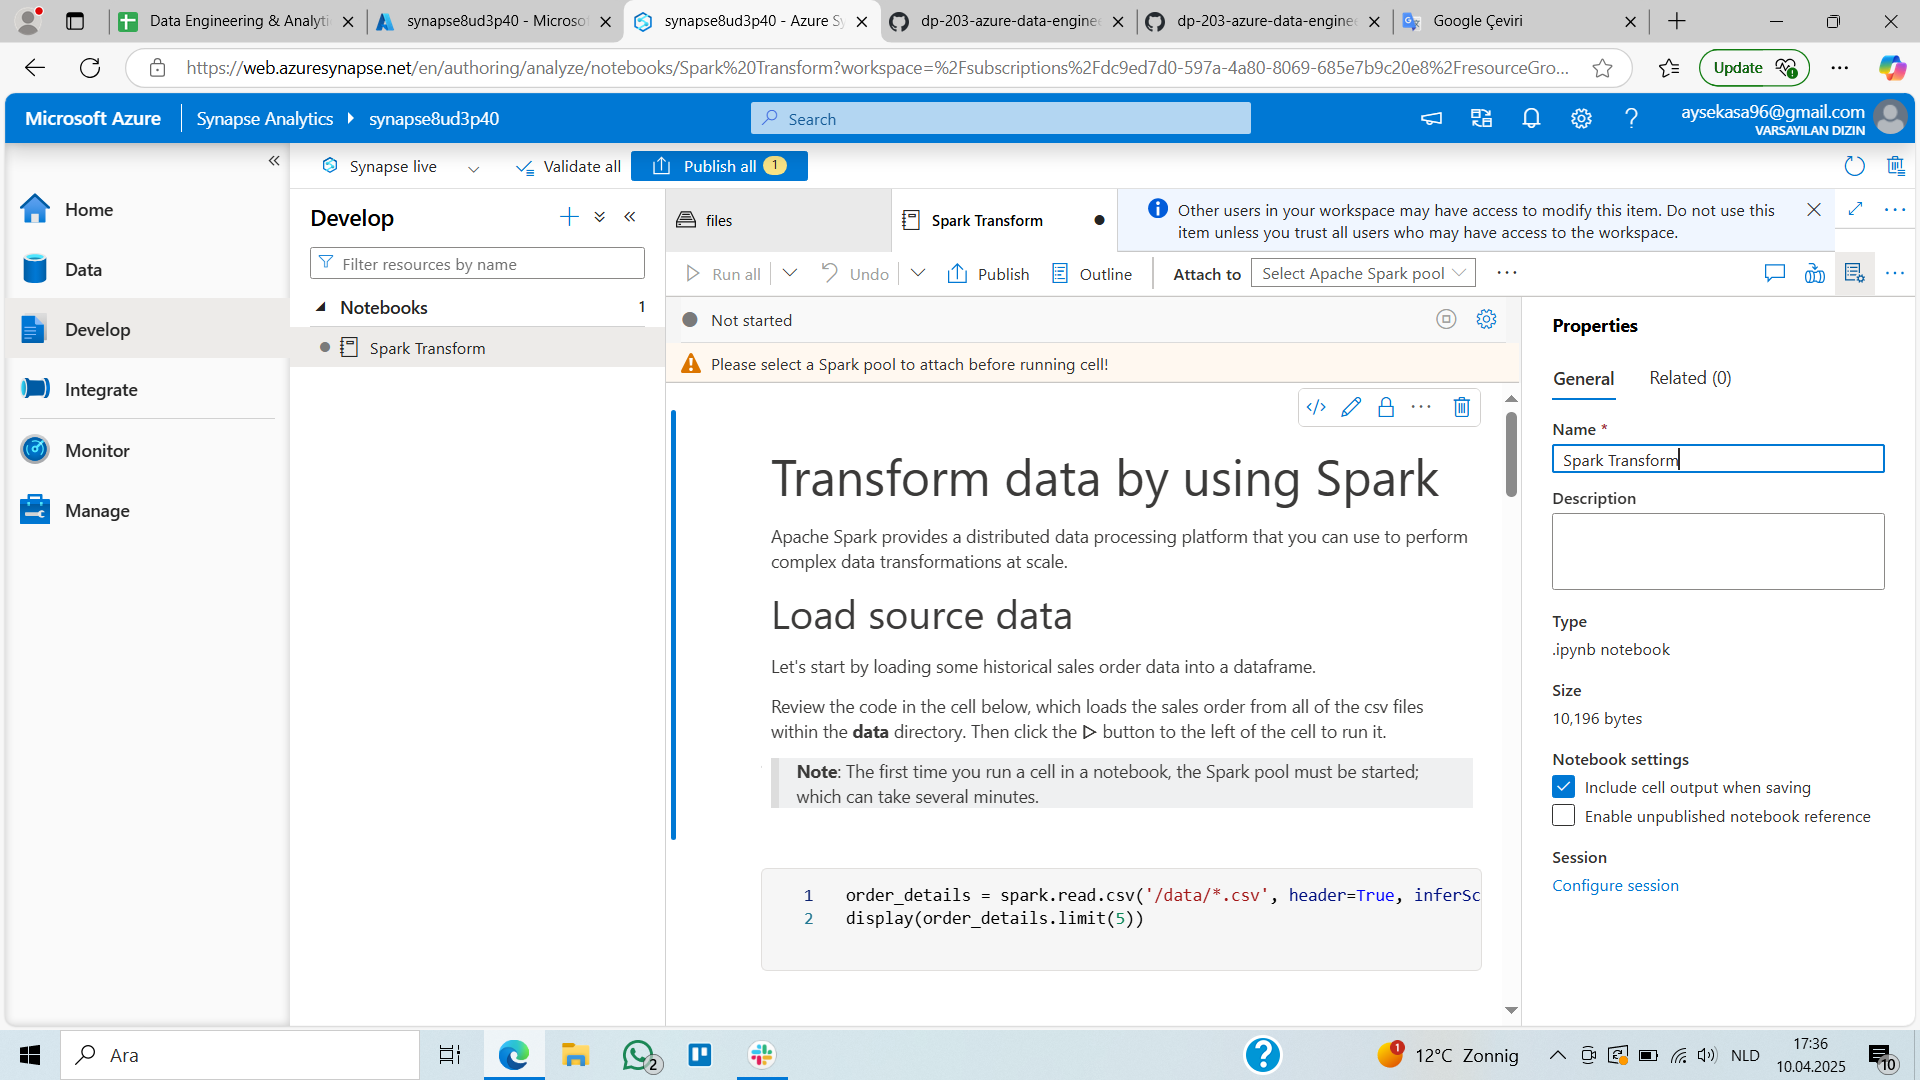 Data Engineering & Analyti
synapse8ud3p40 - Microsof
synapse8ud3p40 - Azure Sy
dp-203-azure-data-enginee
dp-203-azure-data-enginee
Google Çeviri
https://web.azuresynapse.net/en/authoring/analyze/notebooks/Spark%20Transform?workspace=%2Fsubscriptions%2Fdc9ed7d0-597a-4a80-8069-685e7b9c20e8%2FresourceGro...
Update
Microsoft Azure
Synapse Analytics
synapse8ud3p40
Search
aysekasa96@gmail.com
VARSAYILAN DIZIN
Synapse live
Validate all
Publish all 1
Home
Data
Develop
Integrate
Monitor
Manage
Develop
Filter resources by name
Notebooks 1
Spark Transform
files
Spark Transform
Other users in your workspace may have access to modify this item. Do not use this
item unless you trust all users who may have access to the workspace.
Run all
Undo
Publish
Outline
Attach to
Select Apache Spark pool
Not started
Please select a Spark pool to attach before running cell!
Transform data by using Spark
Apache Spark provides a distributed data processing platform that you can use to perform
complex data transformations at scale.
Load source data
Let's start by loading some historical sales order data into a dataframe.
Review the code in the cell below, which loads the sales order from all of the csv files
within the data directory. Then click the ▷ button to the left of the cell to run it.
Note: The first time you run a cell in a notebook, the Spark pool must be started;
which can take several minutes.
1 order_details = spark.read.csv('/data/*.csv', header=True, inferSc
2 display(order_details.limit(5))
Properties
General
Related (0)
Name *
Spark Transform
Description
Type
.ipynb notebook
Size
10,196 bytes
Notebook settings
Include cell output when saving
Enable unpublished notebook reference
Session
Configure session
Ara
2
1
12°C Zonnig
NLD
17:36
10.04.2025
10